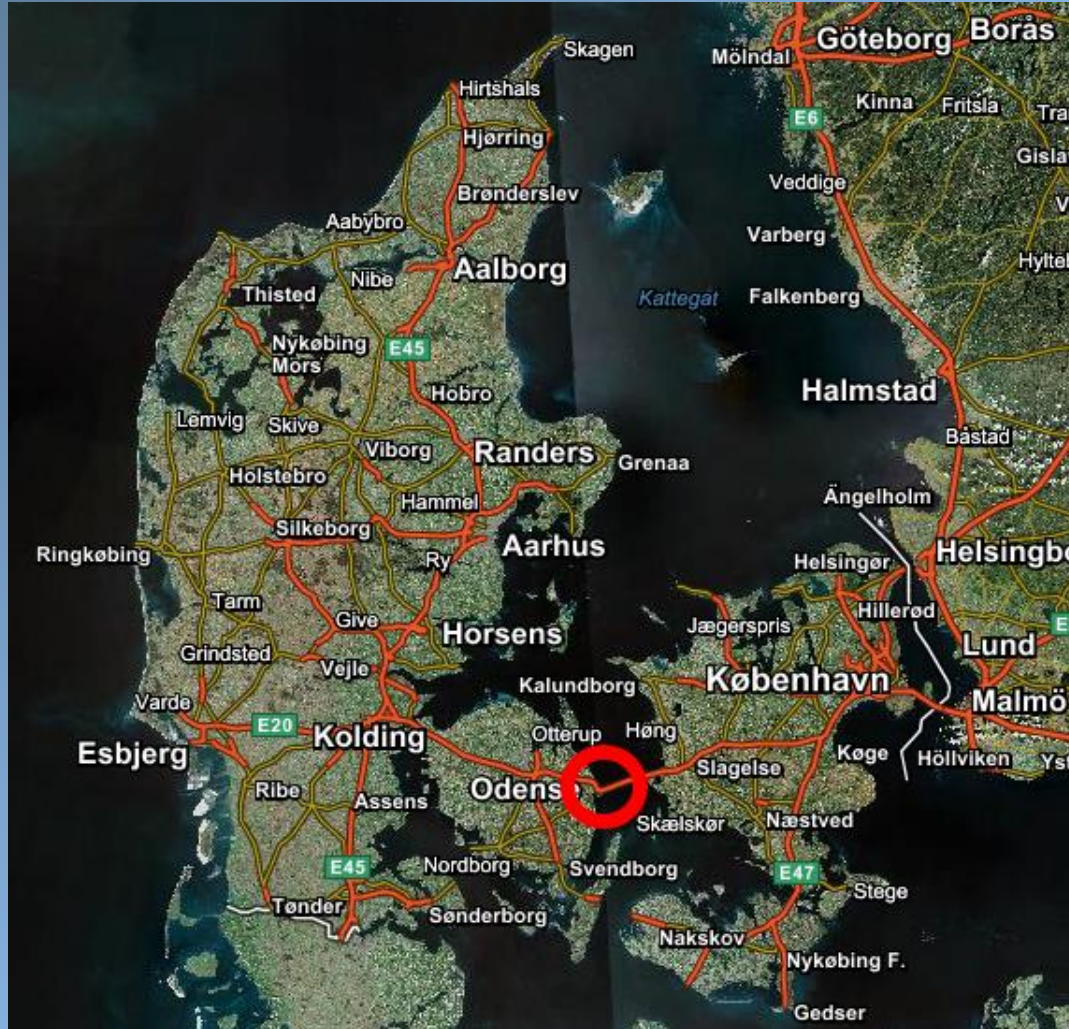 Skagen
Göteborg
Borås
Mölndal
Hirtshals
Kinna
Fritsla
E6
Hjørring
Veddige
Brønderslev
Aabybro
Varberg
Aalborg
Nibe
Thisted
Kattegat
Falkenberg
Nykøbing
Mors
E45
Hobro
Halmstad
Lemvig
Skive
Båstad
Viborg
Randers
Grenaa
Holstebro
Hammel
Ängelholm
Silkeborg
Ringkøbing
Aarhus
Ry
Helsingør
Helsingbo
Tarm
Give
Hillerød
Jægerspris
Horsens
Lund
Grindsted
Vejle
København
Kalundborg
Malmö
Varde
E20
Kolding
Otterup
Høng
Esbjerg
Køge
Höllviken
Yst
Slagelse
Odense
Ribe
Assens
Skælskør
Næstved
E45
Nordborg
Svendborg
E47
Stege
Tønder
Sønderborg
Nakskov
Nykøbing F.
Gedser